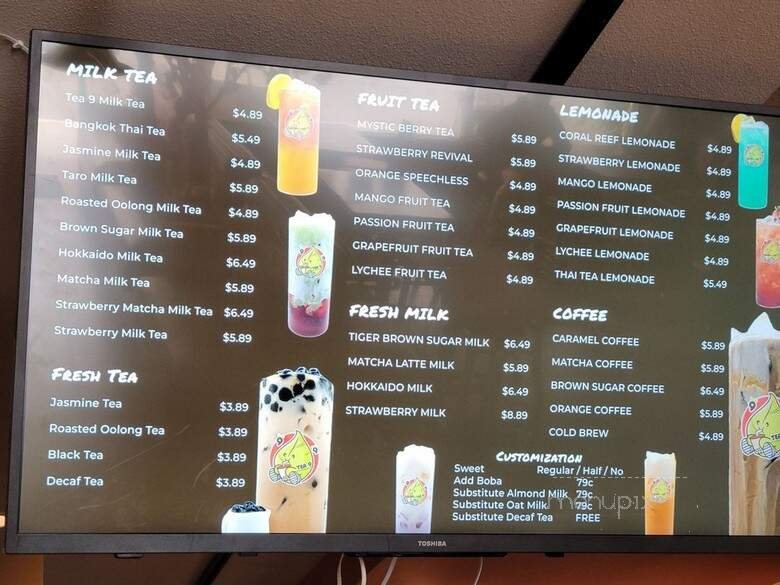 MILK TEA
Tea 9 Milk Tea $4.89
Bangkok Thai Tea $5.49
Jasmine Milk Tea $4.89
Taro Milk Tea $5.89
Roasted Oolong Milk Tea $4.89
Brown Sugar Milk Tea $5.89
Hokkaido Milk Tea $6.49
Matcha Milk Tea $5.89
Strawberry Matcha Milk Tea $6.49
Strawberry Milk Tea $5.89
FRESH TEA
Jasmine Tea $3.89
Roasted Oolong Tea $3.89
Black Tea $3.89
Decaf Tea $3.89
FRUIT TEA
MYSTIC BERRY TEA $5.89
STRAWBERRY REVIVAL $5.89
ORANGE SPEECHLESS $4.89
MANGO FRUIT TEA $4.89
PASSION FRUIT TEA $4.89
GRAPEFRUIT FRUIT TEA $4.89
LYCHEE FRUIT TEA $4.89
FRESH MILK
TIGER BROWN SUGAR MILK $6.49
MATCHA LATTE MILK $5.89
HOKKAIDO MILK $6.49
STRAWBERRY MILK $8.89
LEMONADE
CORAL REEF LEMONADE $4.89
STRAWBERRY LEMONADE $4.89
MANGO LEMONADE $4.89
PASSION FRUIT LEMONADE $4.89
GRAPEFRUIT LEMONADE $4.89
LYCHEE LEMONADE $4.89
THAI TEA LEMONADE $5.49
COFFEE
CARAMEL COFFEE $5.89
MATCHA COFFEE $5.89
BROWN SUGAR COFFEE $6.49
ORANGE COFFEE $5.89
COLD BREW $4.89
CUSTOMIZATION
Sweet Regular / Half / No
Add Boba 79¢
Substitute Almond Milk 79¢
Substitute Oat Milk 79¢
Substitute Decaf Tea FREE
menupix
TOSHIBA